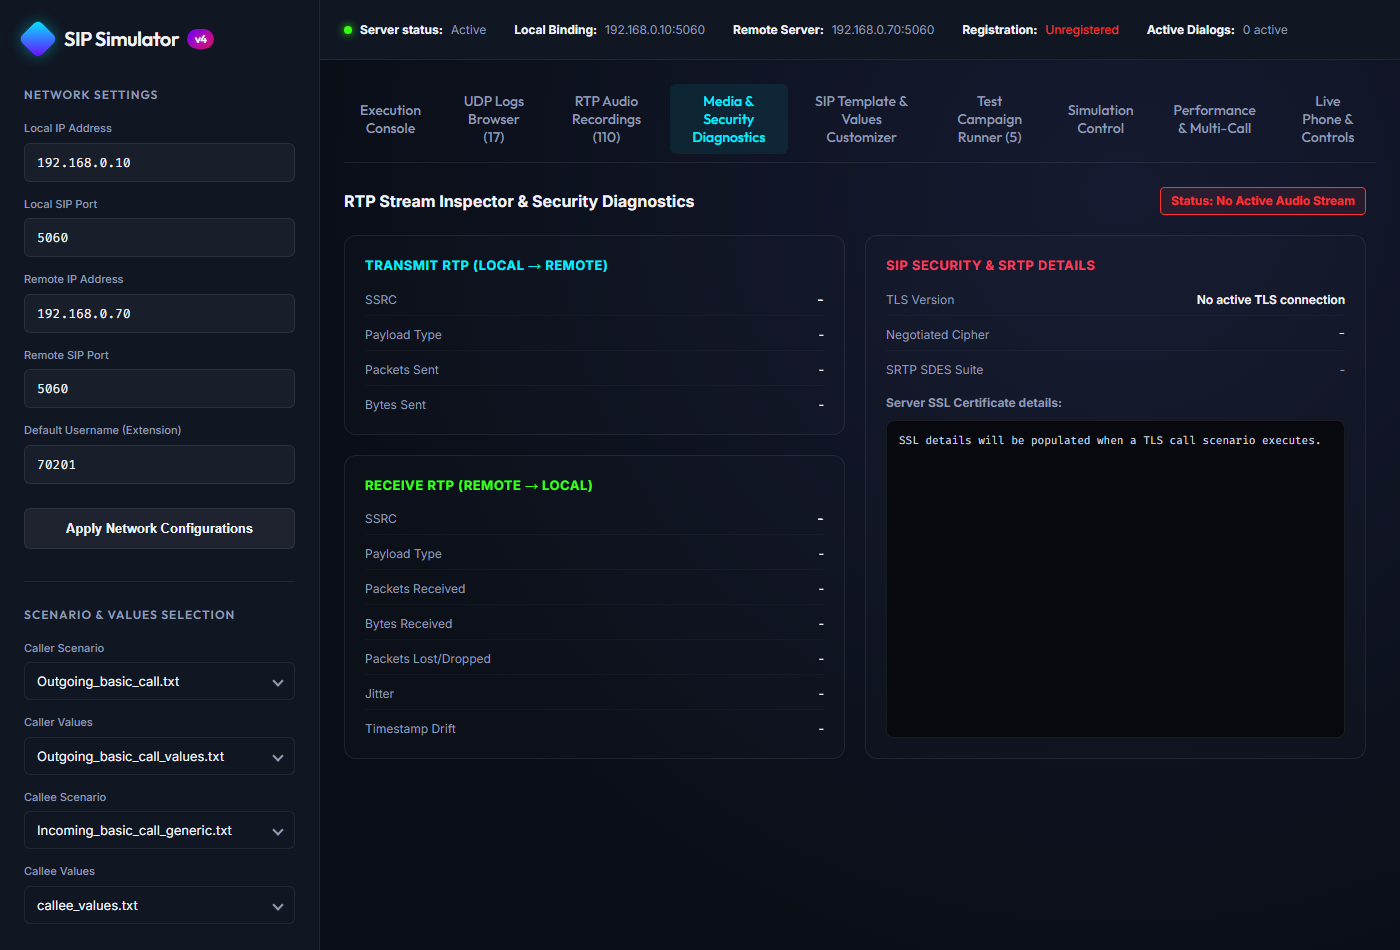 SIP Simulator v4
NETWORK SETTINGS
Local IP Address
192.168.0.10
Local SIP Port
5060
Remote IP Address
192.168.0.70
Remote SIP Port
5060
Default Username (Extension)
70201
Apply Network Configurations
SCENARIO & VALUES SELECTION
Caller Scenario
Outgoing_basic_call.txt
Caller Values
Outgoing_basic_call_values.txt
Callee Scenario
Incoming_basic_call_generic.txt
Callee Values
callee_values.txt
Server status: Active Local Binding: 192.168.0.10:5060 Remote Server: 192.168.0.70:5060 Registration: Unregistered Active Dialogs: 0 active
Execution
Console
UDP Logs
Browser
(17)
RTP Audio
Recordings
(110)
Media &
Security
Diagnostics
SIP Template &
Values
Customizer
Test
Campaign
Runner (5)
Simulation
Control
Performance
& Multi-Call
Live
Phone &
Controls
RTP Stream Inspector & Security Diagnostics
Status: No Active Audio Stream
TRANSMIT RTP (LOCAL → REMOTE)
SSRC -
Payload Type -
Packets Sent -
Bytes Sent -
RECEIVE RTP (REMOTE → LOCAL)
SSRC -
Payload Type -
Packets Received -
Bytes Received -
Packets Lost/Dropped -
Jitter -
Timestamp Drift -
SIP SECURITY & SRTP DETAILS
TLS Version No active TLS connection
Negotiated Cipher -
SRTP SDES Suite -
Server SSL Certificate details:
SSL details will be populated when a TLS call scenario executes.